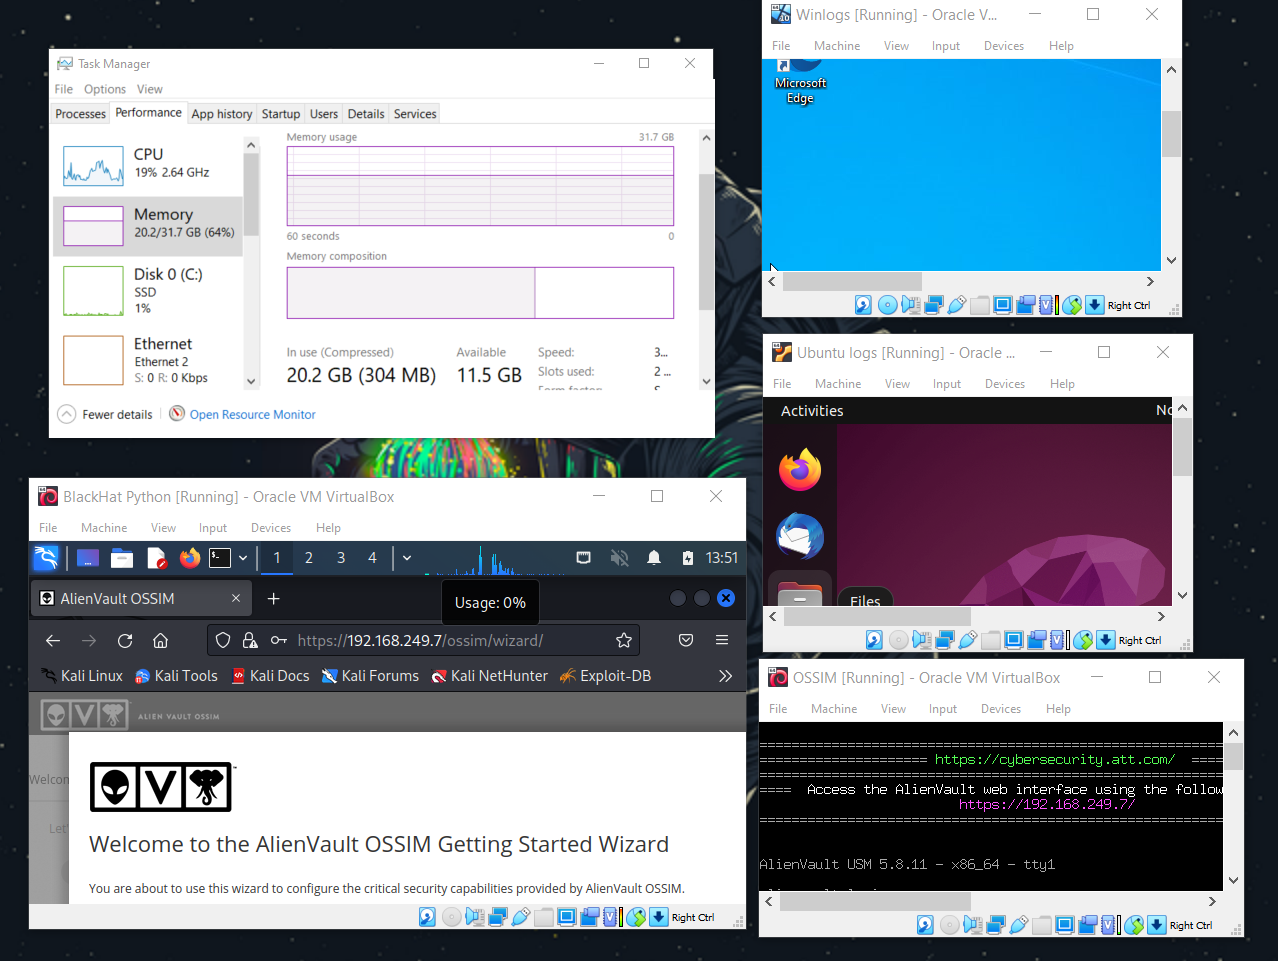 Task Manager
File Options View
Processes Performance App history Startup Users Details Services
CPU
19% 2.64 GHz
Memory
20.2/31.7 GB (64%)
Disk 0 (C:)
SSD
1%
Ethernet
Ethernet 2
S: 0 R: 0 Kbps
Memory usage 31.7 GB
60 seconds 0
Memory composition
In use (Compressed) Available Speed: 3...
20.2 GB (304 MB) 11.5 GB Slots used: 2 ...
Fewer details Open Resource Monitor
Winlogs [Running] - Oracle V...
File Machine View Input Devices Help
Microsoft
Edge
Right Ctrl
Ubuntu logs [Running] - Oracle ...
File Machine View Input Devices Help
Activities No
Files
Right Ctrl
BlackHat Python [Running] - Oracle VM VirtualBox
File Machine View Input Devices Help
1 2 3 4 13:51
AlienVault OSSIM
Usage: 0%
https://192.168.249.7/ossim/wizard/
Kali Linux Kali Tools Kali Docs Kali Forums Kali NetHunter Exploit-DB
V ALIEN VAULT OSSIM
Welcom
Let'
V
Welcome to the AlienVault OSSIM Getting Started Wizard
You are about to use this wizard to configure the critical security capabilities provided by AlienVault OSSIM.
Right Ctrl
OSSIM [Running] - Oracle VM VirtualBox
File Machine View Input Devices Help
===========================================================
===================== https://cybersecurity.att.com/ ====
===========================================================
==== Access the AlienVault web interface using the follow
https://192.168.249.7/
===========================================================
AlienVault USM 5.8.11 - x86_64 - tty1
Right Ctrl